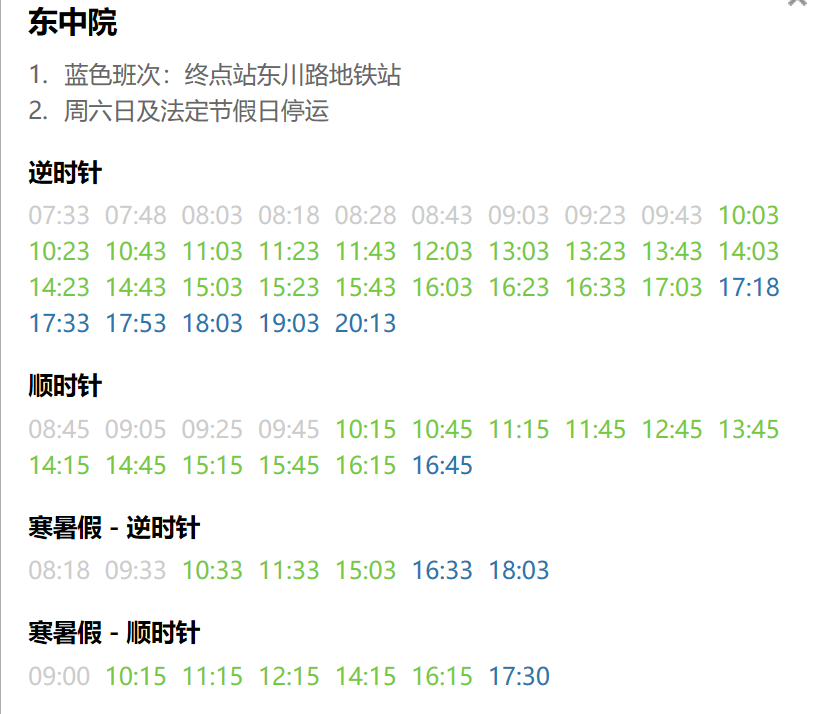 东中院
1. 蓝色班次：终点站东川路地铁站
2. 周六日及法定节假日停运
逆时针
07:33 07:48 08:03 08:18 08:28 08:43 09:03 09:23 09:43 10:03
10:23 10:43 11:03 11:23 11:43 12:03 13:03 13:23 13:43 14:03
14:23 14:43 15:03 15:23 15:43 16:03 16:23 16:33 17:03 17:18
17:33 17:53 18:03 19:03 20:13
顺时针
08:45 09:05 09:25 09:45 10:15 10:45 11:15 11:45 12:45 13:45
14:15 14:45 15:15 15:45 16:15 16:45
寒暑假 - 逆时针
08:18 09:33 10:33 11:33 15:03 16:33 18:03
寒暑假 - 顺时针
09:00 10:15 11:15 12:15 14:15 16:15 17:30